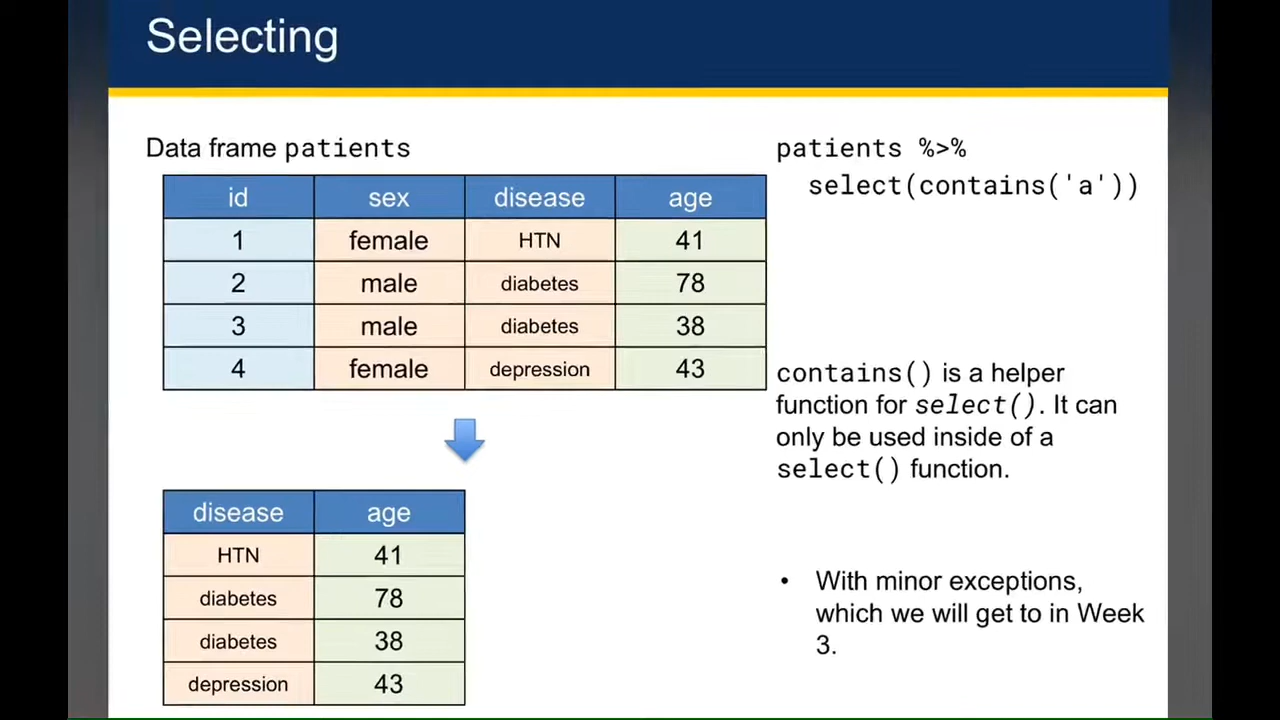 Selecting
Data frame patients
id sex disease age
1 female HTN 41
2 male diabetes 78
3 male diabetes 38
4 female depression 43
disease age
HTN 41
diabetes 78
diabetes 38
depression 43
patients %>%
select(contains('a'))
contains() is a helper
function for select(). It can
only be used inside of a
select() function.
• With minor exceptions,
which we will get to in Week
3.